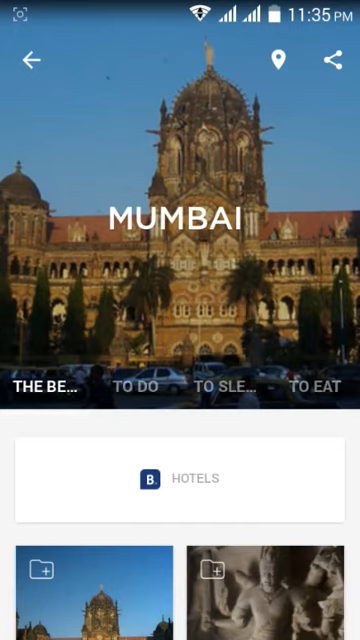 11:35 PM
MUMBAI
THE BE... TO DO TO SLE... TO EAT
B. HOTELS